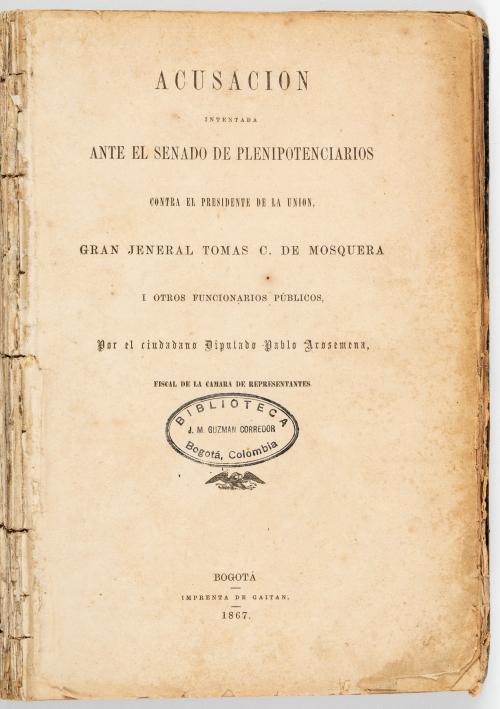 ACUSACION
INTENTADA
ANTE EL SENADO DE PLENIPOTENCIARIOS
CONTRA EL PRESIDENTE DE LA UNION,
GRAN JENERAL TOMAS C. DE MOSQUERA
I OTROS FUNCIONARIOS PÚBLICOS,
Por el ciudadano Diputado Pablo Arosemena,
FISCAL DE LA CAMARA DE REPRESENTANTES.
BIBLIOTECA
J. M. GUZMAN CORREDOR
Bogotá, Colombia
BOGOTÁ
IMPRENTA DE GAITAN,
1867.